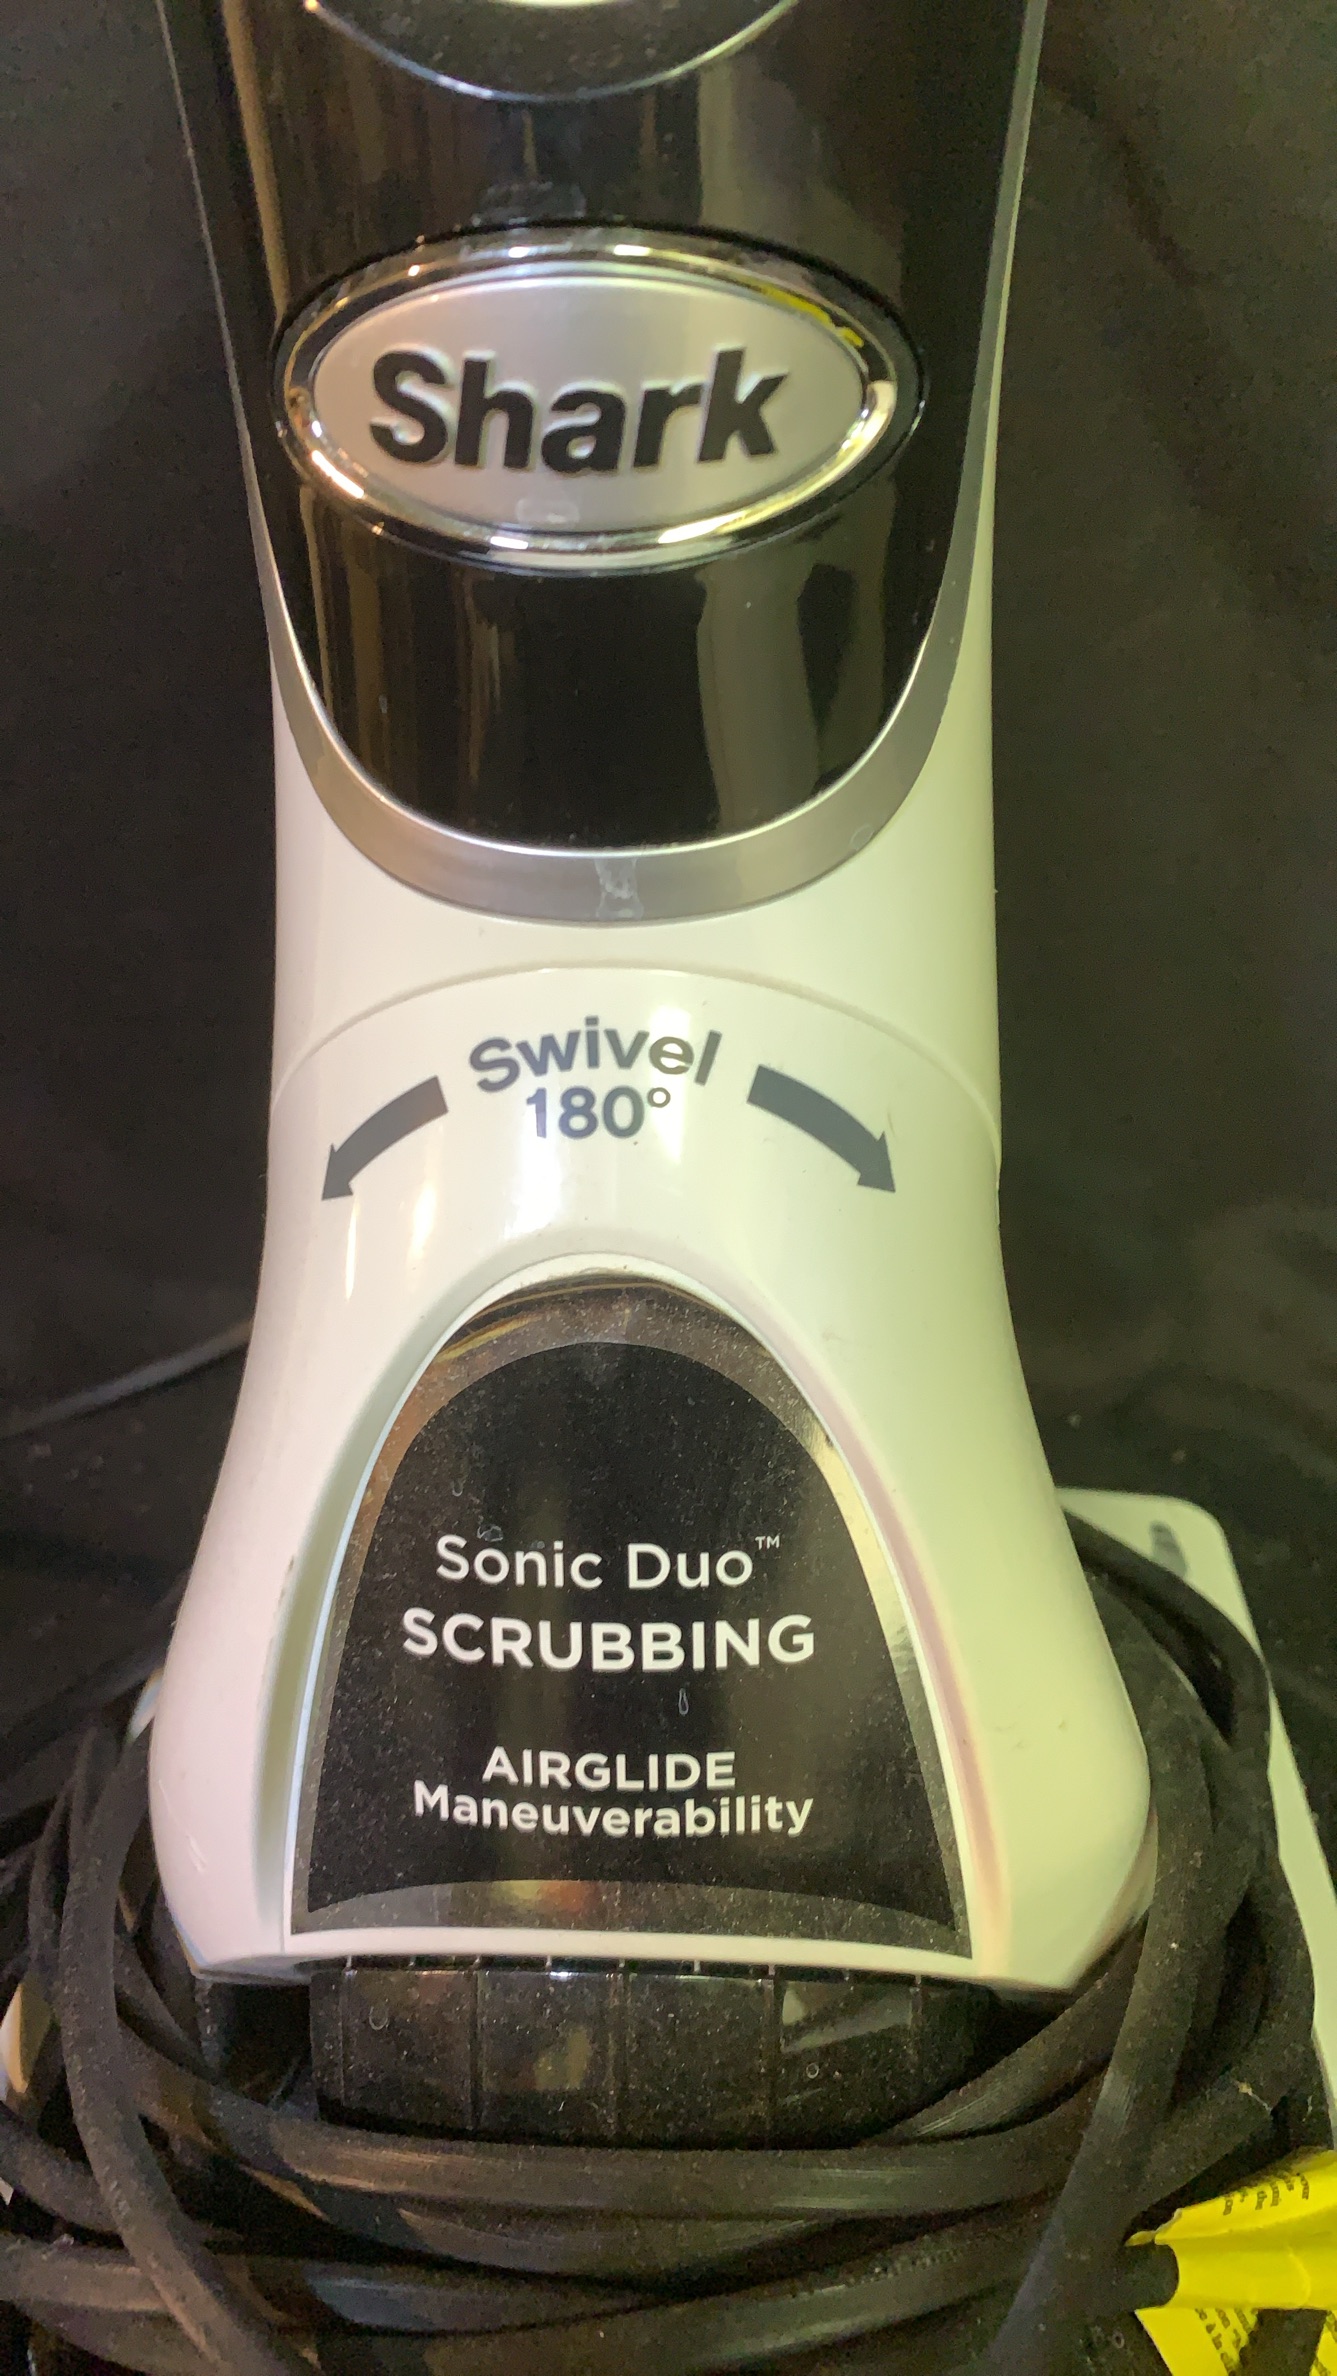 Shark
Swivel
180°
Sonic Duo™
SCRUBBING
AIRGLIDE
Maneuverability